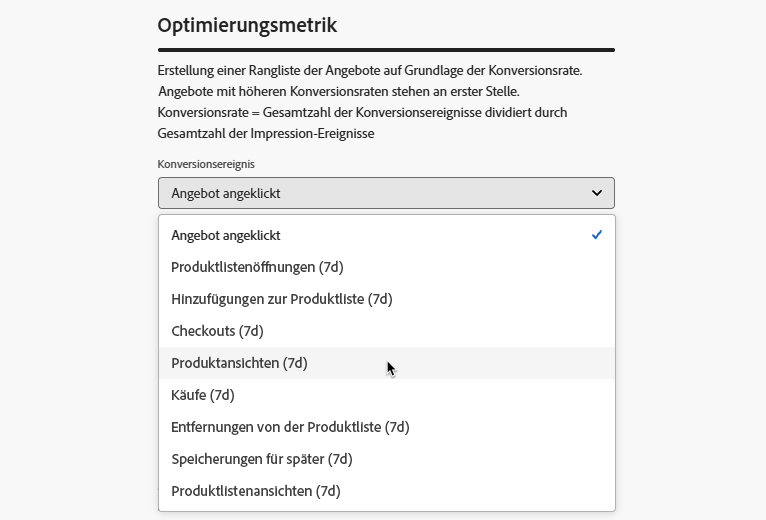 Optimierungsmetrik
Erstellung einer Rangliste der Angebote auf Grundlage der Konversionsrate.
Angebote mit höheren Konversionsraten stehen an erster Stelle.
Konversionsrate = Gesamtzahl der Konversionsereignisse dividiert durch
Gesamtzahl der Impression-Ereignisse
Konversionsereignis
Angebot angeklickt
Angebot angeklickt
Produktlistenöffnungen (7d)
Hinzufügungen zur Produktliste (7d)
Checkouts (7d)
Produktansichten (7d)
Käufe (7d)
Entfernungen von der Produktliste (7d)
Speicherungen für später (7d)
Produktlistenansichten (7d)